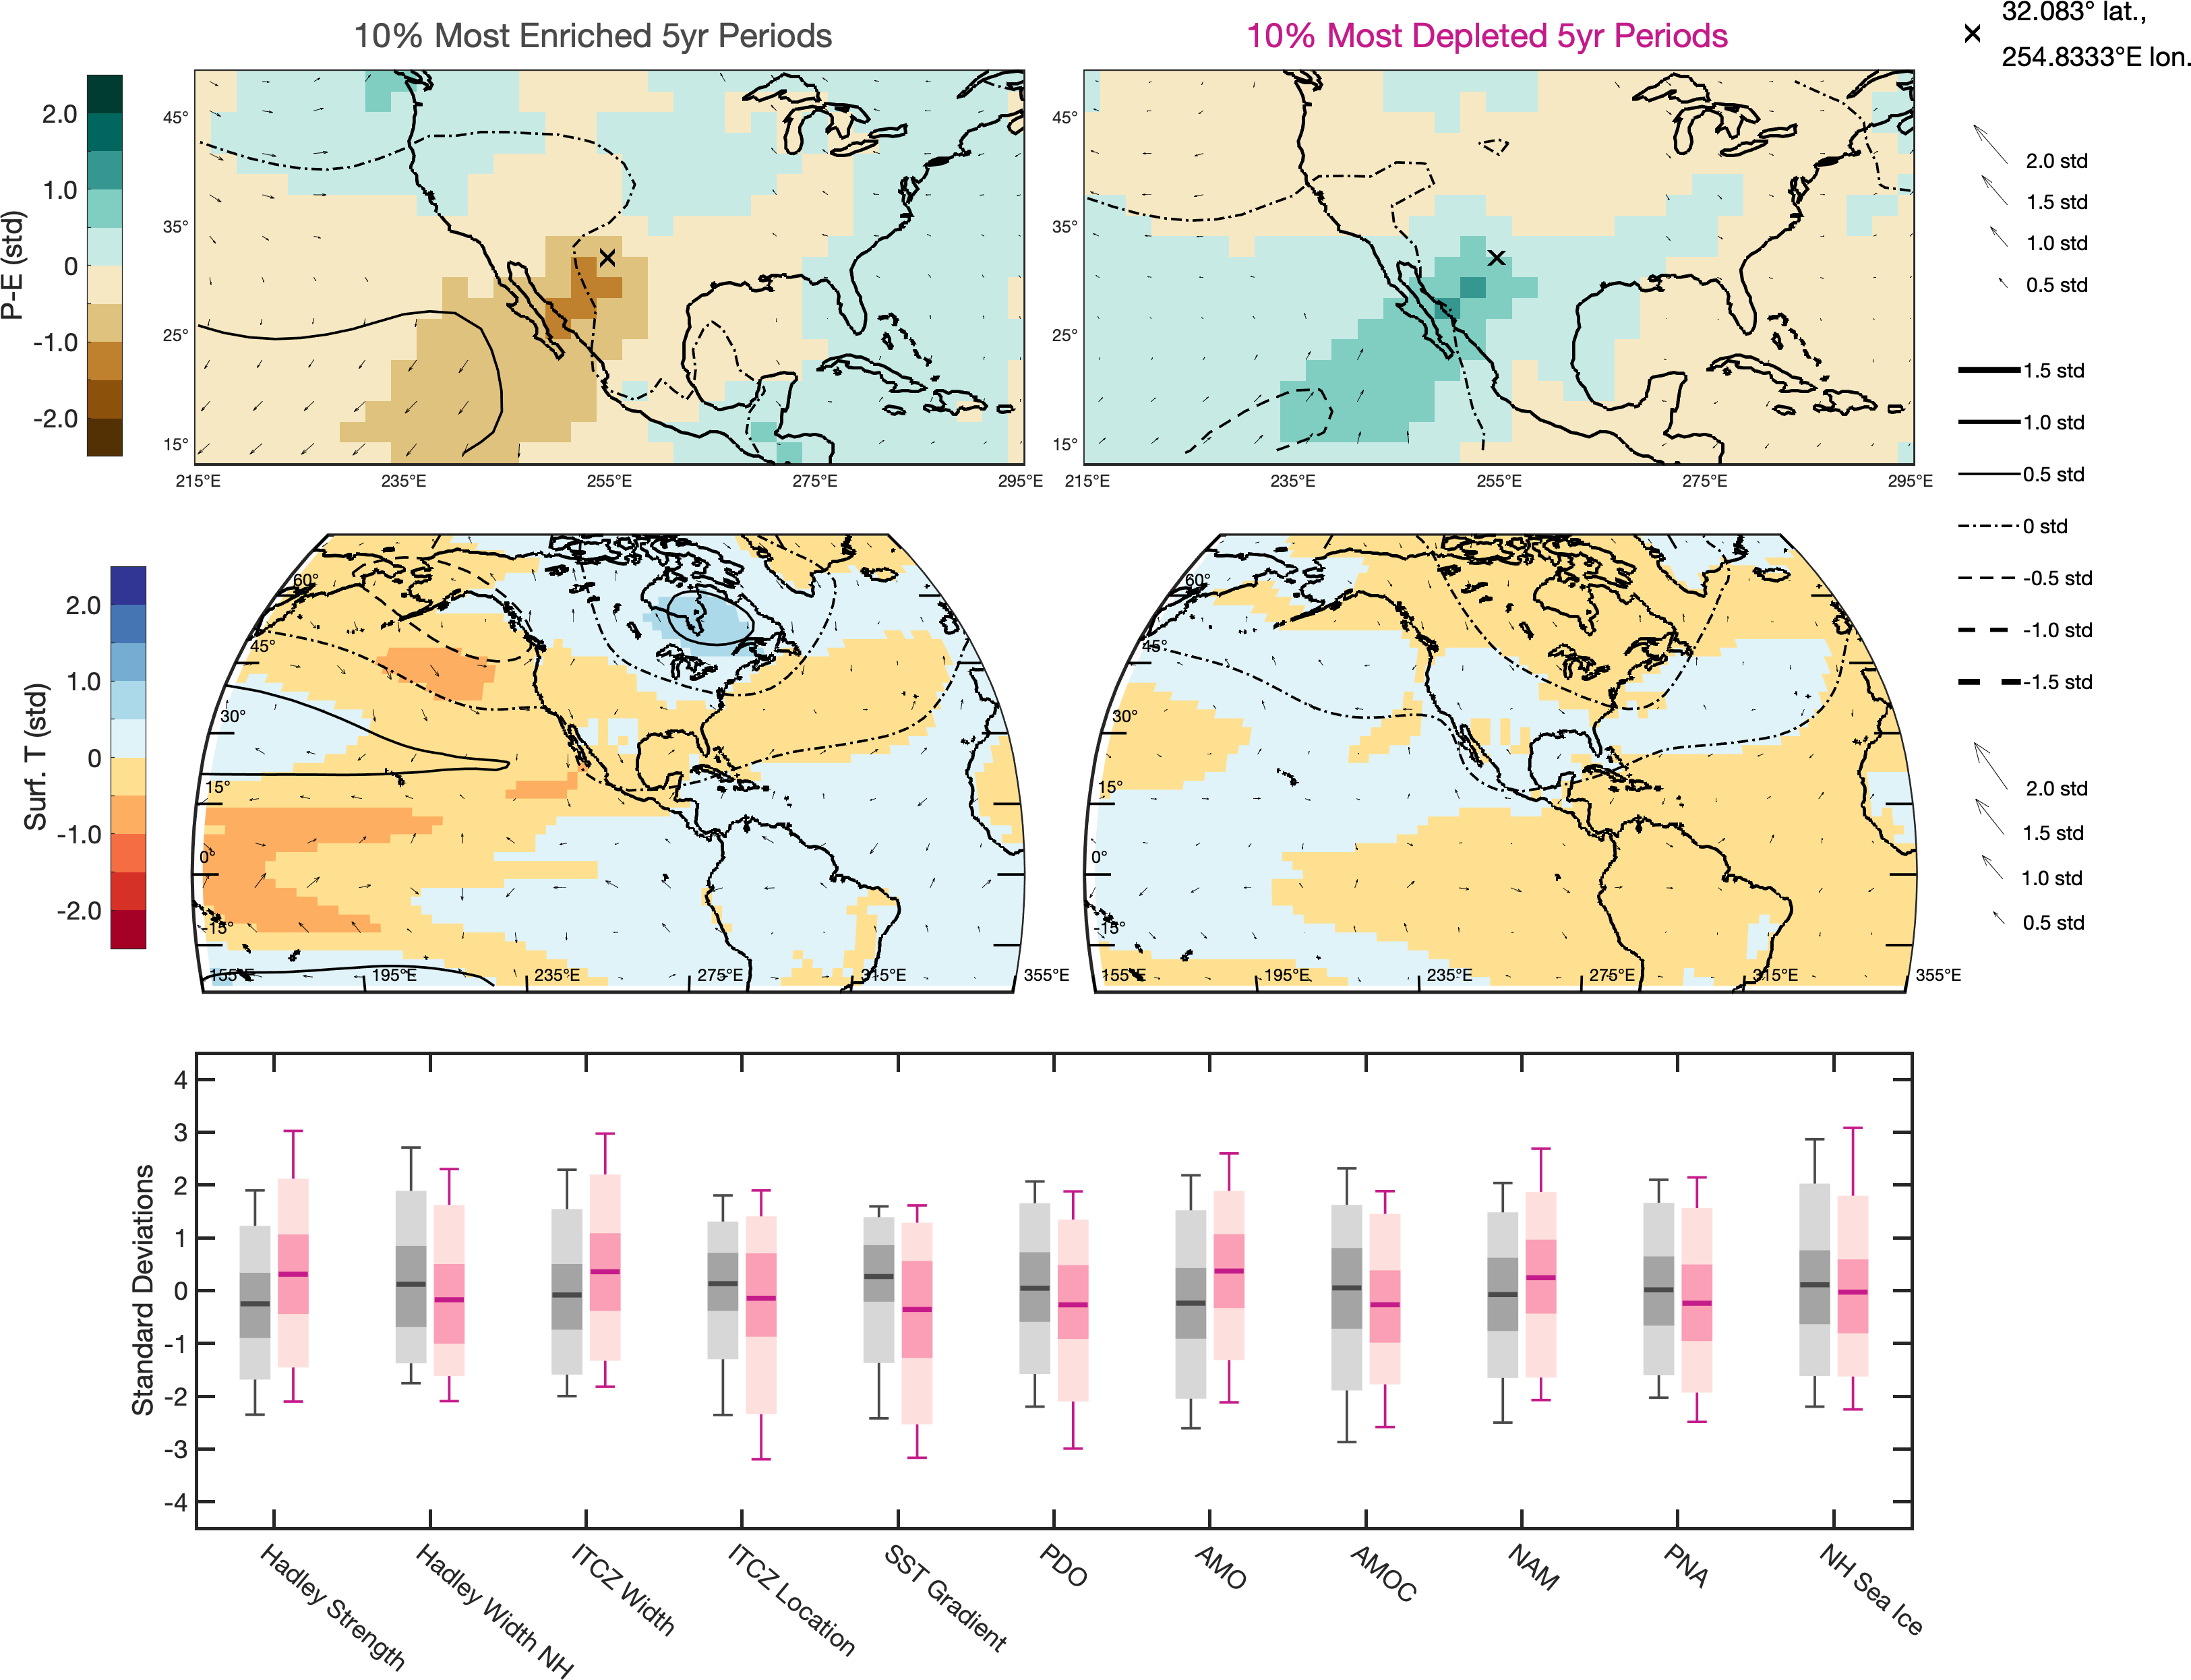 10% Most Enriched 5yr Periods
10% Most Depleted 5yr Periods
32.083° lat.,
254.8333°E lon.
P-E (std)
2.0
1.0
0
-1.0
-2.0
45°
35°
25°
15°
215°E
235°E
255°E
275°E
295°E
45°
35°
25°
15°
215°E
235°E
255°E
275°E
295°E
2.0 std
1.5 std
1.0 std
0.5 std
1.5 std
1.0 std
0.5 std
0 std
-0.5 std
-1.0 std
-1.5 std
Surf. T (std)
2.0
1.0
0
-1.0
-2.0
60°
45°
30°
15°
0°
-15°
155°E
195°E
235°E
275°E
315°E
355°E
60°
45°
30°
15°
0°
-15°
155°E
195°E
235°E
275°E
315°E
355°E
2.0 std
1.5 std
1.0 std
0.5 std
Standard Deviations
4
3
2
1
0
-1
-2
-3
-4
Hadley Strength
Hadley Width NH
ITCZ Width
ITCZ Location
SST Gradient
PDO
AMO
AMOC
NAM
PNA
NH Sea Ice